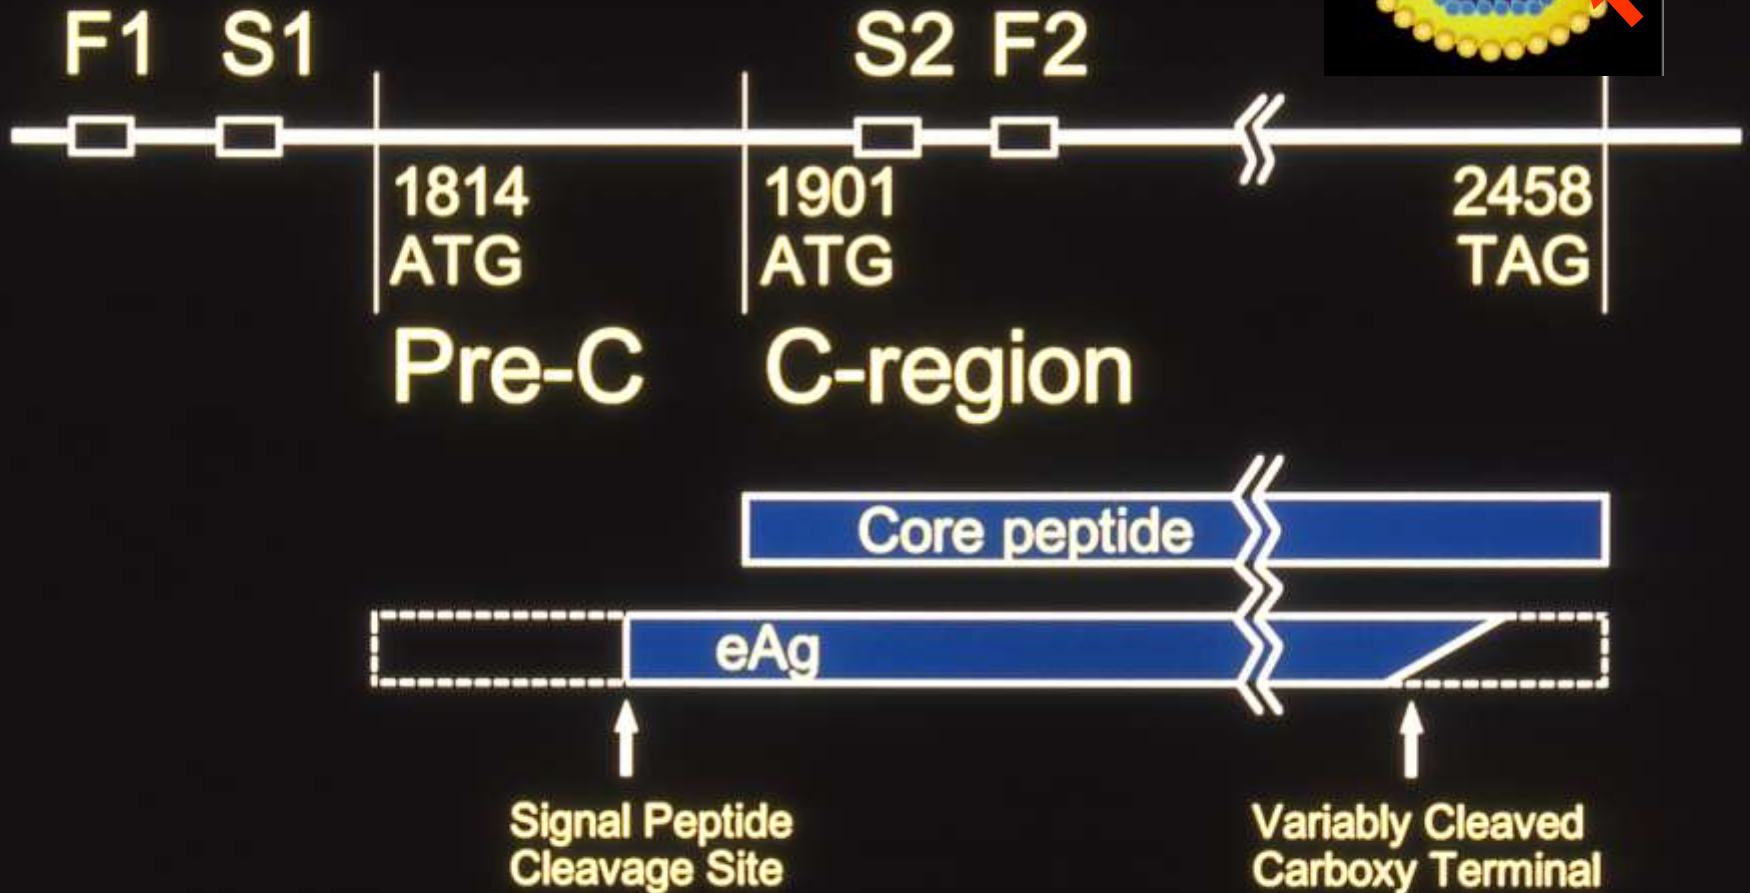 F1 S1 S2 F2
1814 1901 2458
ATG ATG TAG
Pre-C C-region
Core peptide
eAg
Signal Peptide Variably Cleaved
Cleavage Site Carboxy Terminal